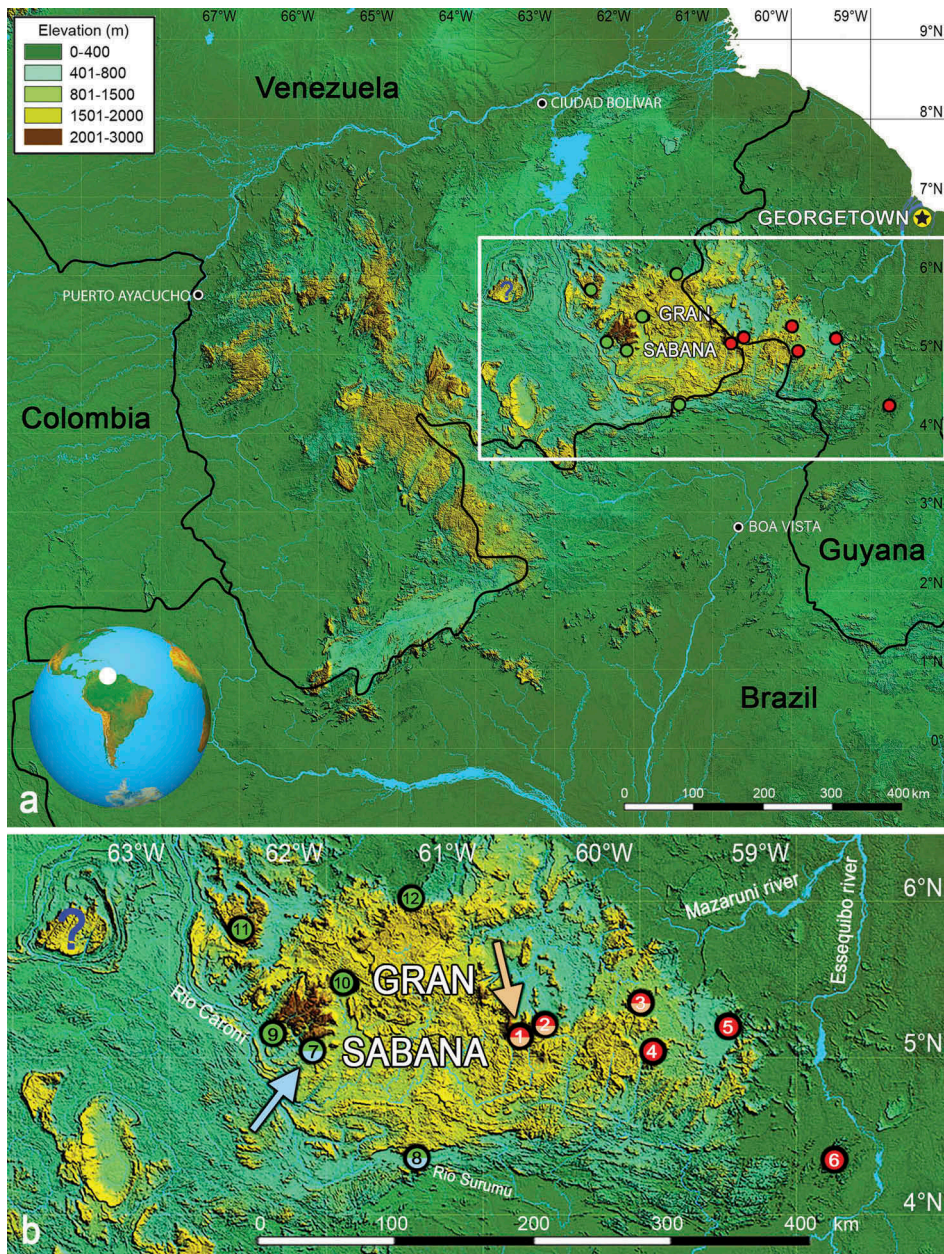 67°W 66°W 65°W 64°W 63°W 62°W 61°W 60°W 59°W
Elevation (m)
0-400
401-800
801-1500
1501-2000
2001-3000
9°N
Venezuela
CIUDAD BOLÍVAR
8°N
7°N
GEORGETOWN
6°N
PUERTO AYACUCHO
?
GRAN
SABANA
5°N
Colombia
4°N
3°N
BOA VISTA
Guyana
2°N
1°N
Brazil
0°
a
0 100 200 300 400 km
63°W 62°W 61°W 60°W 59°W
6°N
Mazaruni river
Essequibo river
12
?
11
GRAN
10
3
Rio Caroni
2
5
9
1
7
SABANA
4
5°N
8
6
Rio Surumu
4°N
b
0 100 200 300 400 km